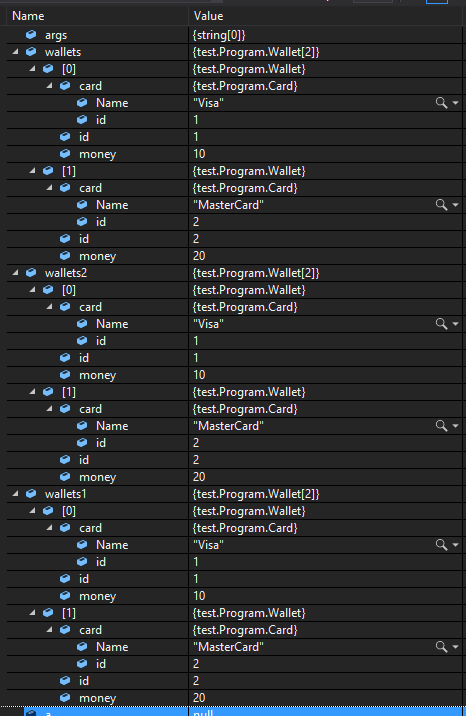 Name Value
args {string[0]}
wallets {test.Program.Wallet[2]}
[0] {test.Program.Wallet}
card {test.Program.Card}
Name "Visa"
id 1
id 1
money 10
[1] {test.Program.Wallet}
card {test.Program.Card}
Name "MasterCard"
id 2
id 2
money 20
wallets2 {test.Program.Wallet[2]}
[0] {test.Program.Wallet}
card {test.Program.Card}
Name "Visa"
id 1
id 1
money 10
[1] {test.Program.Wallet}
card {test.Program.Card}
Name "MasterCard"
id 2
id 2
money 20
wallets1 {test.Program.Wallet[2]}
[0] {test.Program.Wallet}
card {test.Program.Card}
Name "Visa"
id 1
id 1
money 10
[1] {test.Program.Wallet}
card {test.Program.Card}
Name "MasterCard"
id 2
id 2
money 20
null